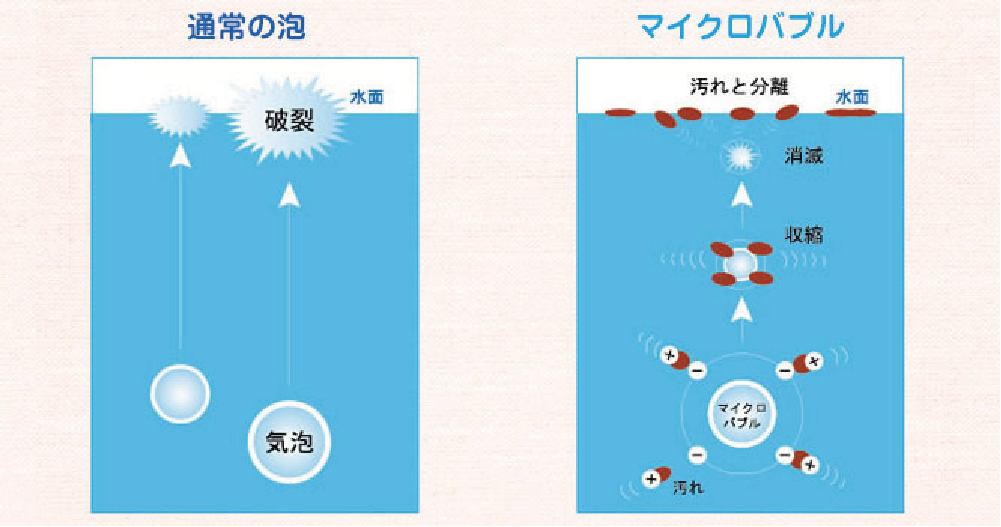 通常の泡
水面
破裂
気泡
マイクロバブル
汚れと分離
水面
消滅
収縮
+
−
−
+
マイクロ
バブル
−
−
+
+
汚れ